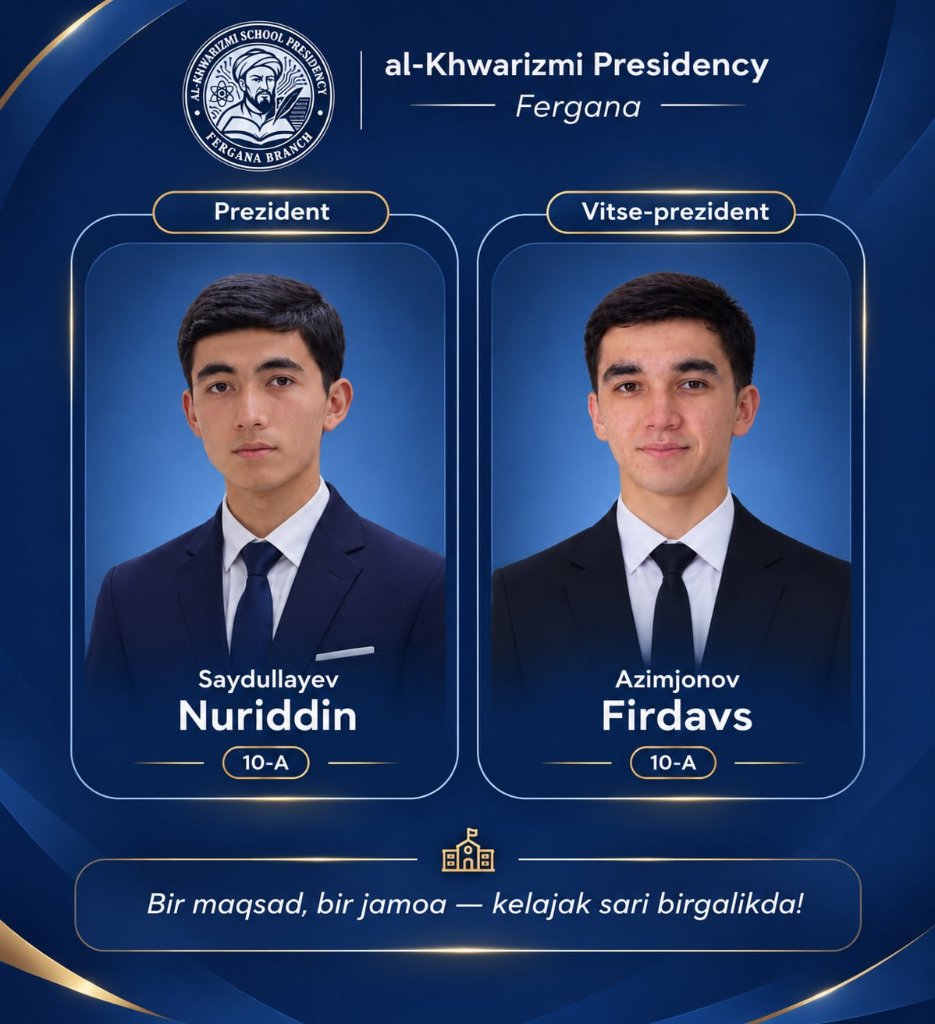 AL-KHWARIZMI SCHOOL PRESIDENCY
FERGANA BRANCH
al-Khwarizmi Presidency
Fergana
Prezident
Vitse-prezident
Saydullayev
Nuriddin
10-A
Azimjonov
Firdavs
10-A
Bir maqsad, bir jamoa — kelajak sari birgalikda!